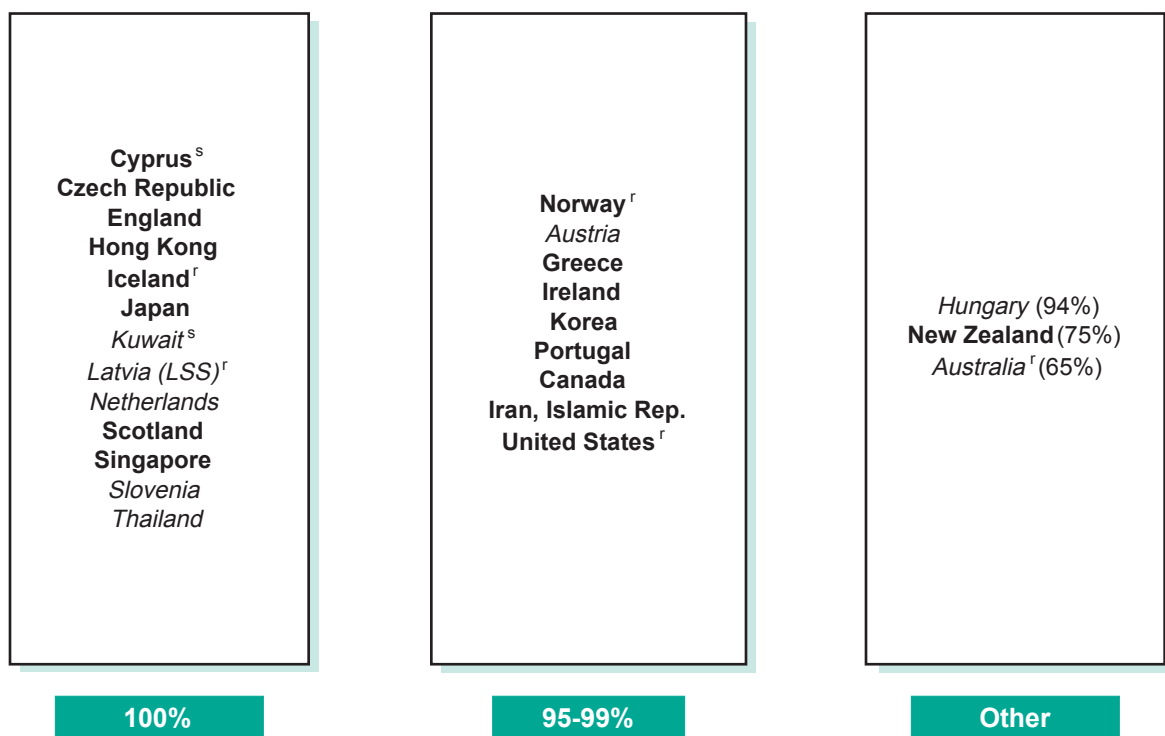 Cyprus s
Czech Republic
England
Hong Kong
Iceland r
Japan
Kuwait s
Latvia (LSS) r
Netherlands
Scotland
Singapore
Slovenia
Thailand
100%
Norway r
Austria
Greece
Ireland
Korea
Portugal
Canada
Iran, Islamic Rep.
United States r
95-99%
Hungary (94%)
New Zealand (75%)
Australia r (65%)
Other